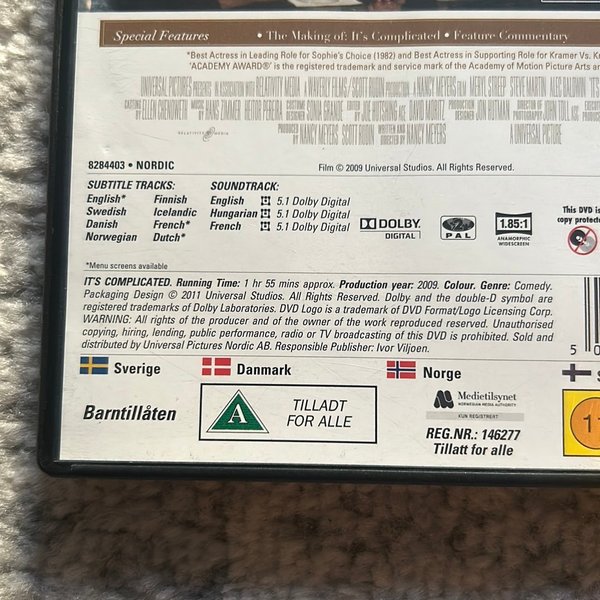 Special Features • The Making of: It's Complicated • Feature Commentary
*Best Actress in Leading Role for Sophie's Choice (1982) and Best Actress in Supporting Role for Kramer Vs. Kr
'ACADEMY AWARD®' is the registered trademark and service mark of the Academy of Motion Picture Arts a
UNIVERSAL PICTURES PRESENTS IN ASSOCIATION WITH RELATIVITY MEDIA A WAVERLY FILMS / SCOTT RUDIN PRODUCTION A NANCY MEYERS FILM MERYL STREEP STEVE MARTIN ALEC BALDWIN "IT'S
CASTING BY ELLEN CHENOWETH MUSIC BY HANS ZIMMER HEITOR PEREIRA COSTUME DESIGNER SONIA GRANDE EDITED BY JOE HUTSHING, ACE DAVID MORITZ PRODUCTION DESIGNER JON HUTMAN DIRECTOR OF PHOTOGRAPHY JOHN TOLL, ASC
PRODUCED BY NANCY MEYERS SCOTT RUDIN WRITTEN AND DIRECTED BY NANCY MEYERS A UNIVERSAL PICTURE
RELATIVITY MEDIA
8284403 • NORDIC Film © 2009 Universal Studios. All Rights Reserved.
SUBTITLE TRACKS: SOUNDTRACK:
English* Finnish English 5.1 Dolby Digital
Swedish Icelandic Hungarian 5.1 Dolby Digital
Danish French* French 5.1 Dolby Digital
Norwegian Dutch*
DOLBY
DIGITAL
PAL
1.85:1
ANAMORPHIC
WIDESCREEN
This DVD is
copy protec
*Menu screens available
IT'S COMPLICATED. Running Time: 1 hr 55 mins approx. Production year: 2009. Colour. Genre: Comedy.
Packaging Design © 2011 Universal Studios. All Rights Reserved. Dolby and the double-D symbol are
registered trademarks of Dolby Laboratories. DVD Logo is a trademark of DVD Format/Logo Licensing Corp.
WARNING: All rights of the producer and of the owner of the work reproduced reserved. Unauthorised
copying, hiring, lending, public performance, radio or TV broadcasting of this DVD is prohibited. Sold and
distributed by Universal Pictures Nordic AB. Responsible Publisher: Ivor Viljoen.
5 0
Sverige Danmark Norge S
Barntillåten
A
TILLADT
FOR ALLE
Medietilsynet
NORWEGIAN MEDIA AUTHORITY
KUN REGISTRERT
REG.NR.: 146277
Tillatt for alle
11